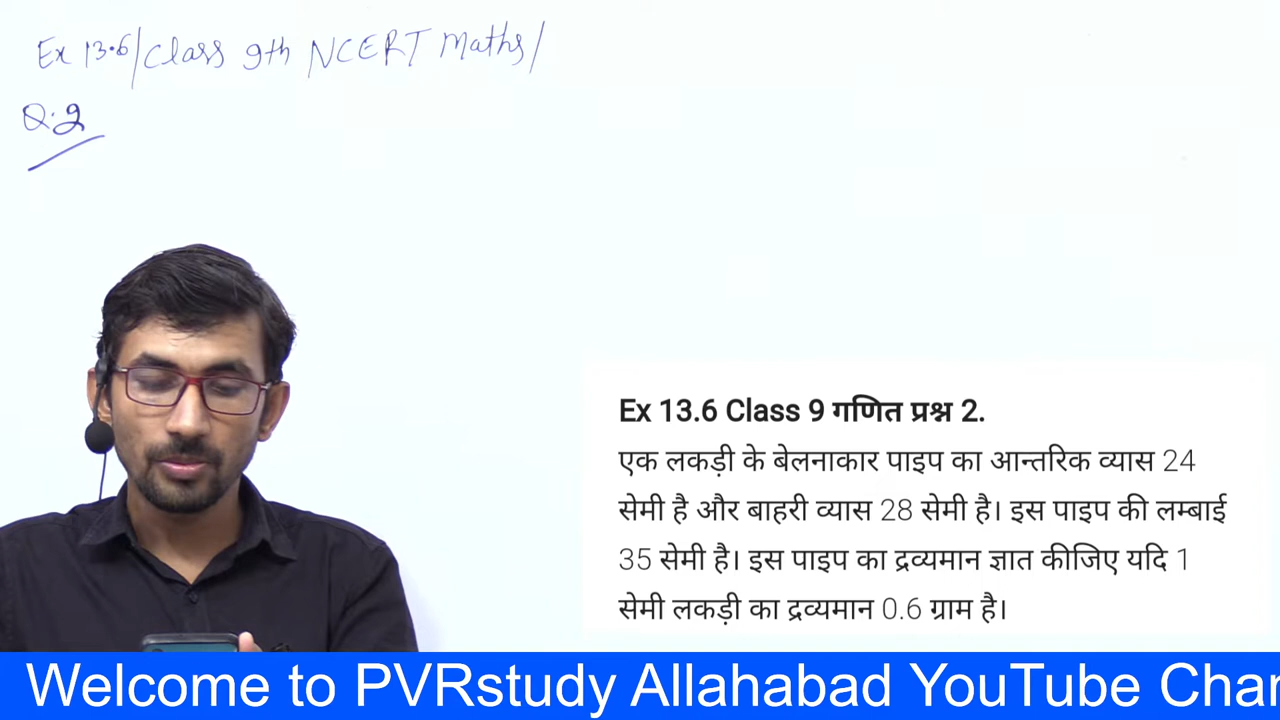 Ex 13.6/Class 9th NCERT Maths/
Q.2
Ex 13.6 Class 9 गणित प्रश्न 2.
एक लकड़ी के बेलनाकार पाइप का आन्तरिक व्यास 24
सेमी है और बाहरी व्यास 28 सेमी है। इस पाइप की लम्बाई
35 सेमी है। इस पाइप का द्रव्यमान ज्ञात कीजिए यदि 1
सेमी लकड़ी का द्रव्यमान 0.6 ग्राम है।
Welcome to PVRstudy Allahabad YouTube Chan